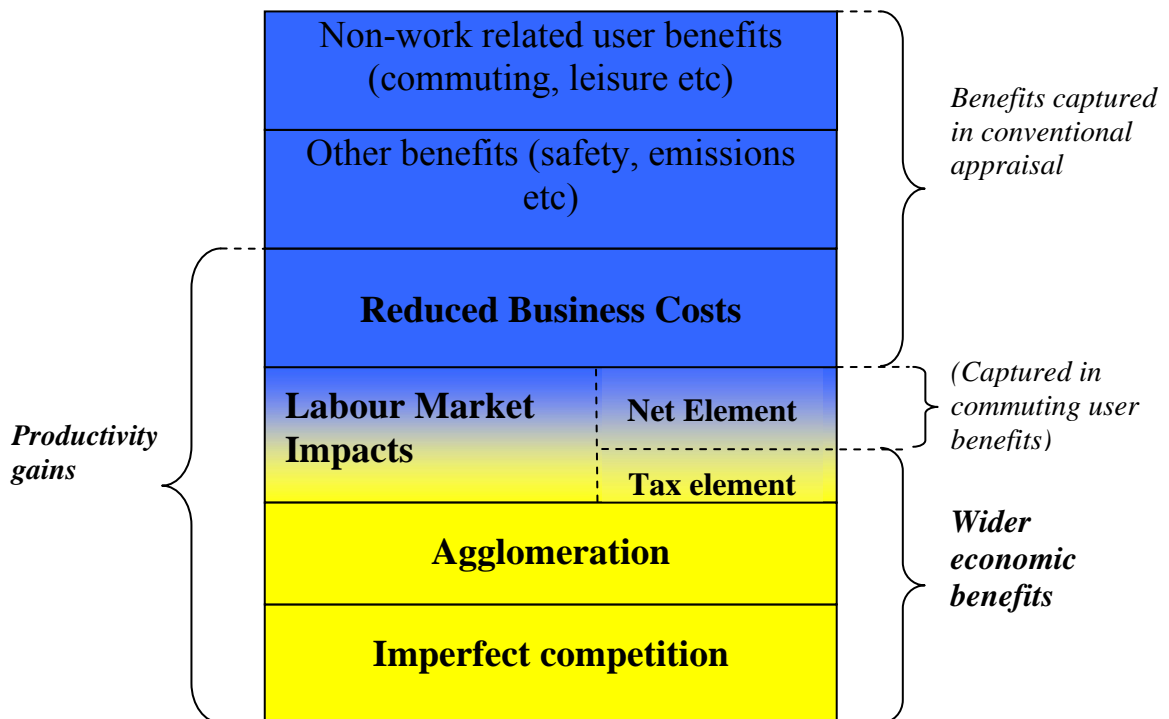 Non-work related user benefits
(commuting, leisure etc)
Benefits captured
in conventional
appraisal
Other benefits (safety, emissions
etc)
Reduced Business Costs
Labour Market
Impacts
Net Element
Tax element
(Captured in
commuting user
benefits)
Productivity
gains
Agglomeration
Wider
economic
benefits
Imperfect competition